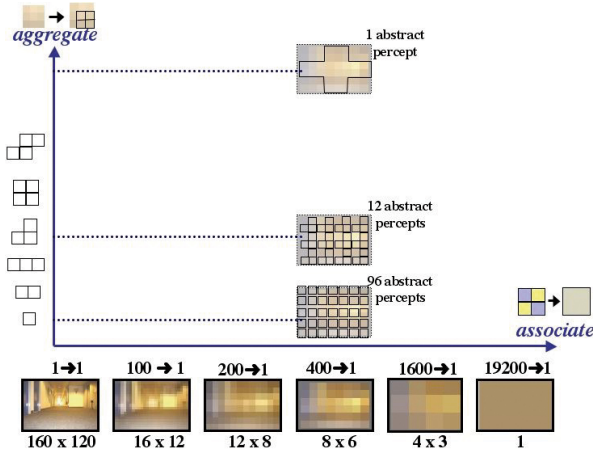 aggregate
1 abstract
percept
12 abstract
percepts
96 abstract
percepts
associate
1➔1
100 ➔ 1
200➔1
400➔1
1600➔1
19200➔1
160 x 120
16 x 12
12 x 8
8 x 6
4 x 3
1